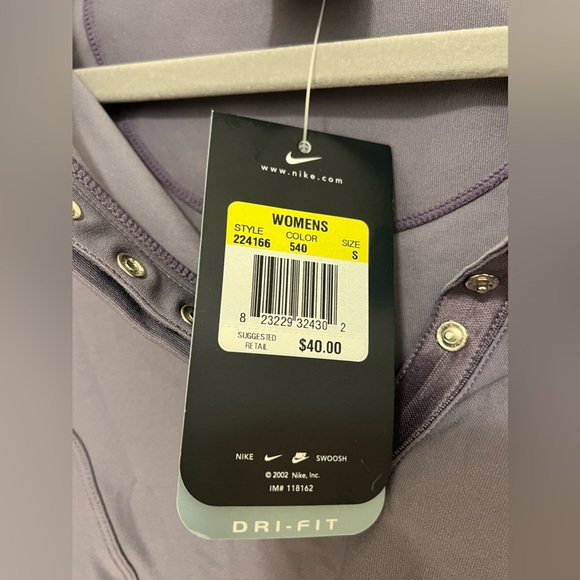 www.nike.com
WOMENS
STYLE COLOR SIZE
224166 540 S
8 23229 32430 2
SUGGESTED
RETAIL $40.00
NIKE SWOOSH
© 2002 Nike, Inc.
IM# 118162
DRI-FIT